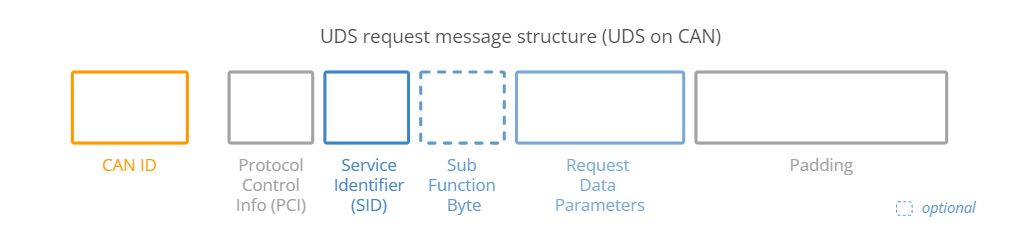 UDS request message structure (UDS on CAN)
CAN ID
Protocol
Control
Info (PCI)
Service
Identifier
(SID)
Sub
Function
Byte
Request
Data
Parameters
Padding
optional